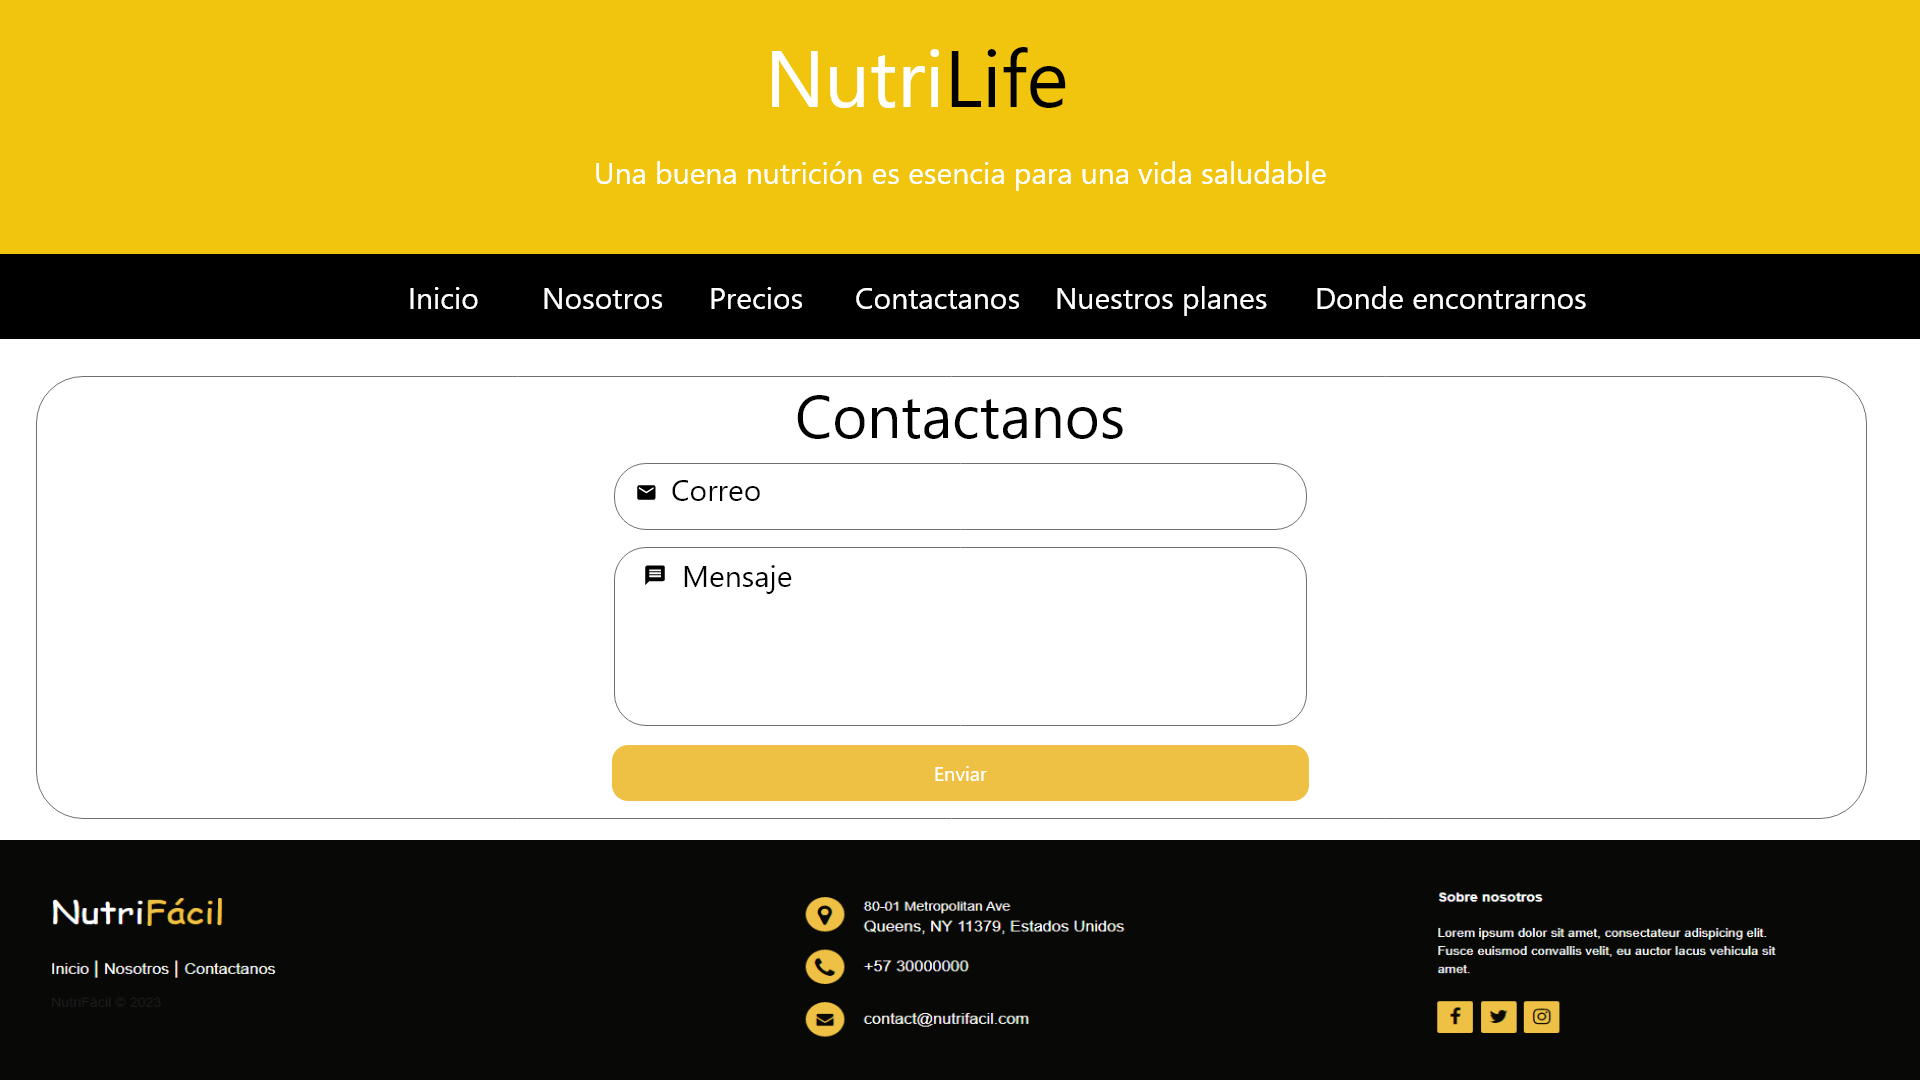 NutriLife
Una buena nutrición es esencia para una vida saludable
Inicio Nosotros Precios Contactanos Nuestros planes Donde encontrarnos
Contactanos
Correo
Mensaje
Enviar
NutriFácil
Inicio | Nosotros | Contactanos
NutriFácil © 2023
80-01 Metropolitan Ave
Queens, NY 11379, Estados Unidos
+57 30000000
contact@nutrifacil.com
Sobre nosotros
Lorem ipsum dolor sit amet, consectateur adispicing elit.
Fusce euismod convallis velit, eu auctor lacus vehicula sit
amet.